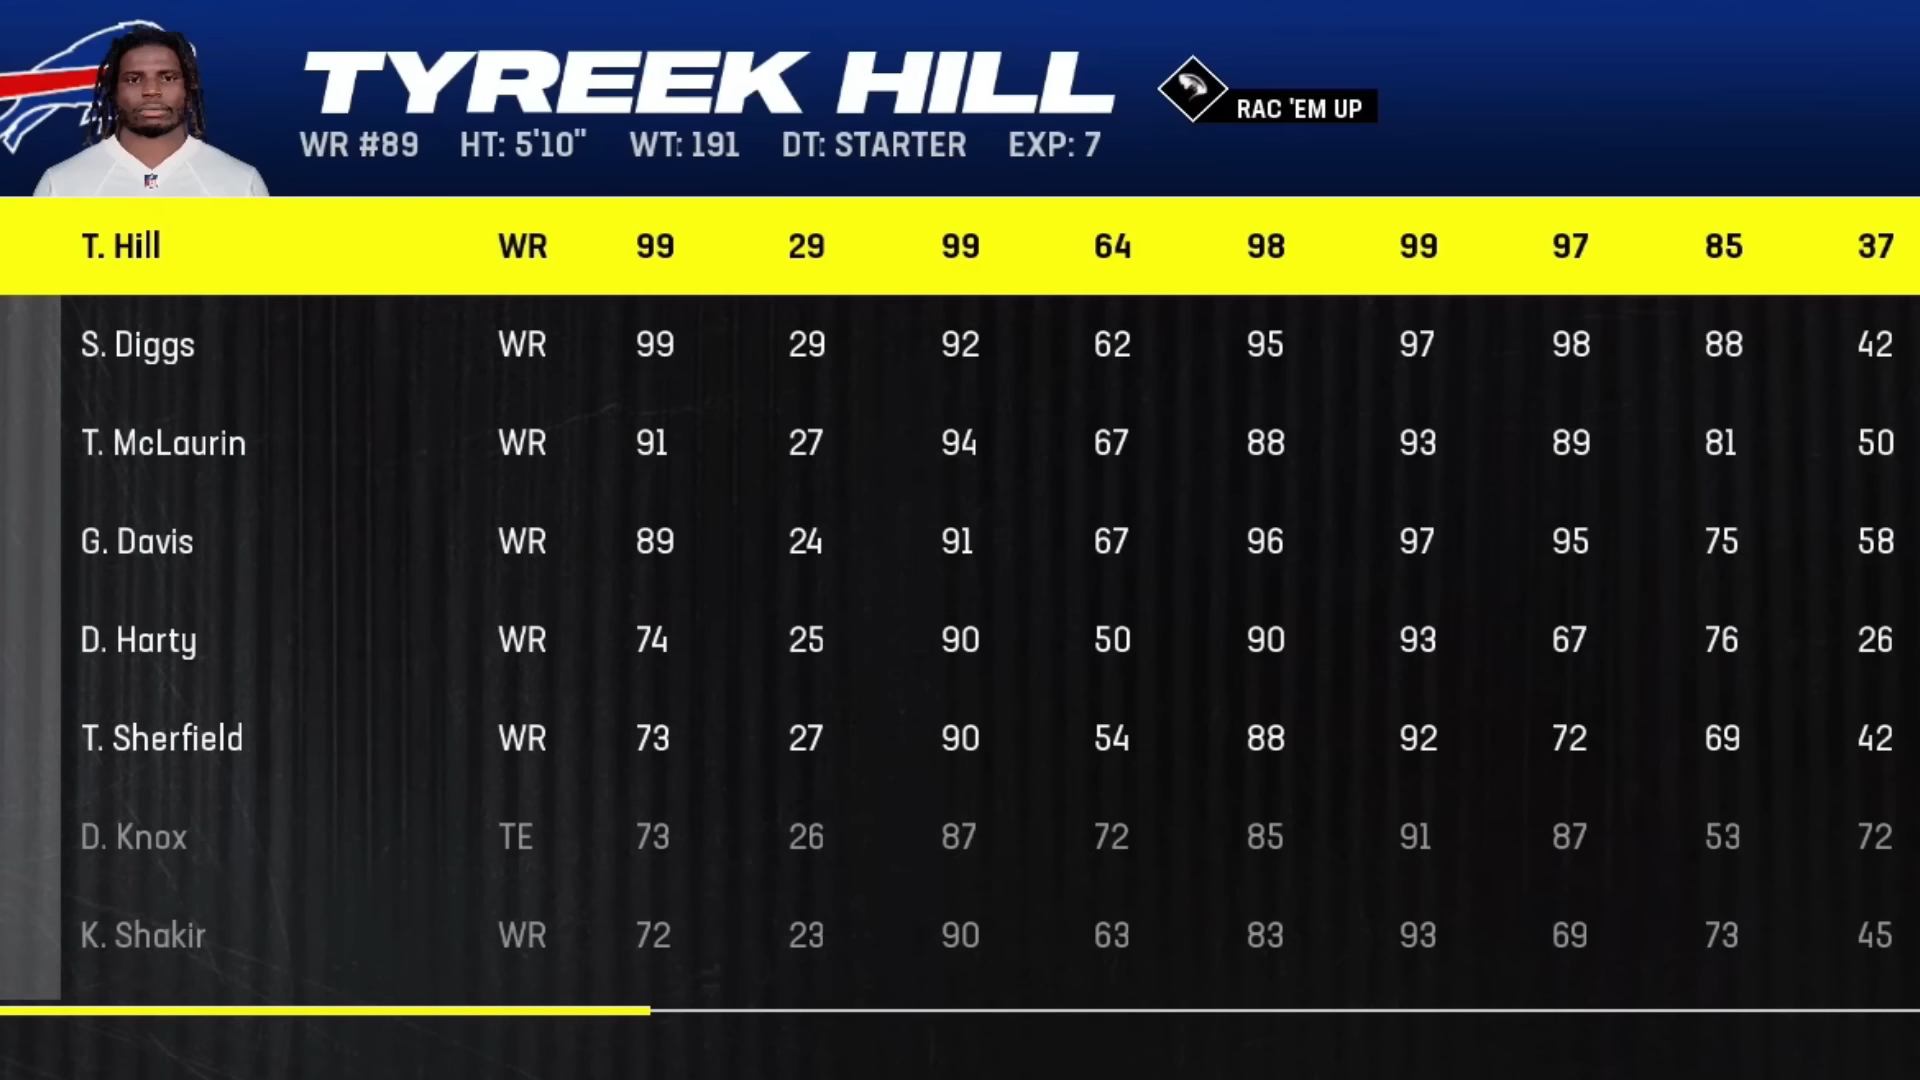 TYREEK HILL
RAC 'EM UP
WR #89 HT: 5'10" WT: 191 DT: STARTER EXP: 7
T. Hill WR 99 29 99 64 98 99 97 85 37
S. Diggs WR 99 29 92 62 95 97 98 88 42
T. McLaurin WR 91 27 94 67 88 93 89 81 50
G. Davis WR 89 24 91 67 96 97 95 75 58
D. Harty WR 74 25 90 50 90 93 67 76 26
T. Sherfield WR 73 27 90 54 88 92 72 69 42
D. Knox TE 73 26 87 72 85 91 87 53 72
K. Shakir WR 72 23 90 63 83 93 69 73 45